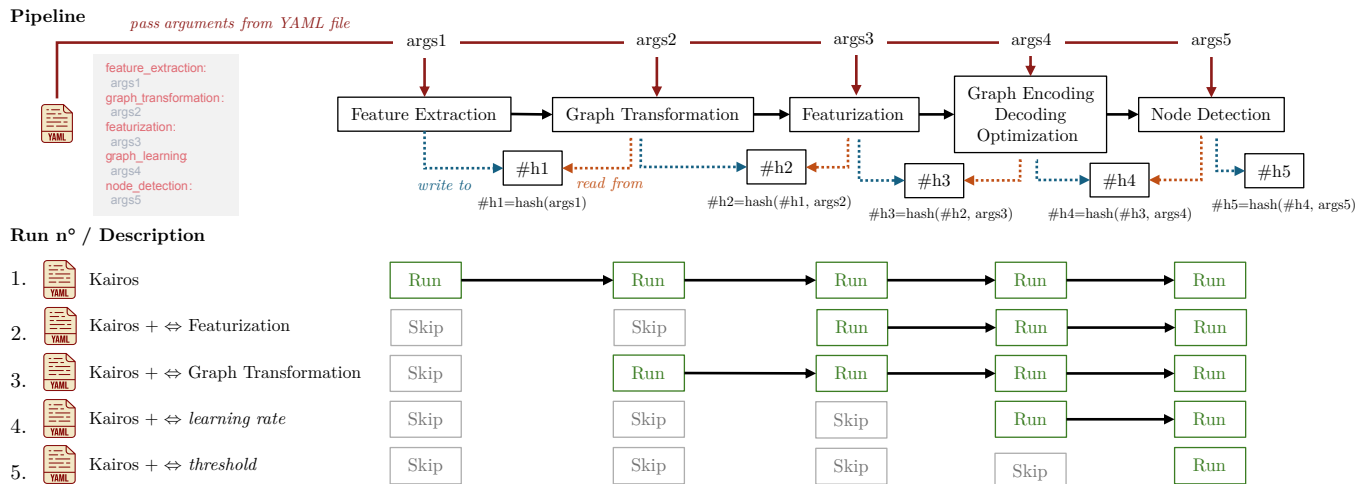 Pipeline
pass arguments from YAML file
args1
args2
args3
args4
args5
feature_extraction:
args1
graph_transformation:
args2
featurization:
args3
graph_learning:
args4
node_detection:
args5
YAML
Feature Extraction
Graph Transformation
Featurization
Graph Encoding
Decoding
Optimization
Node Detection
write to
#h1
read from
#h2
#h3
#h4
#h5
#h1=hash(args1)
#h2=hash(#h1, args2)
#h3=hash(#h2, args3)
#h4=hash(#h3, args4)
#h5=hash(#h4, args5)
Run n° / Description
1. YAML Kairos Run Run Run Run Run
2. YAML Kairos + ⇔ Featurization Skip Skip Run Run Run
3. YAML Kairos + ⇔ Graph Transformation Skip Run Run Run Run
4. YAML Kairos + ⇔ learning rate Skip Skip Skip Run Run
5. YAML Kairos + ⇔ threshold Skip Skip Skip Skip Run